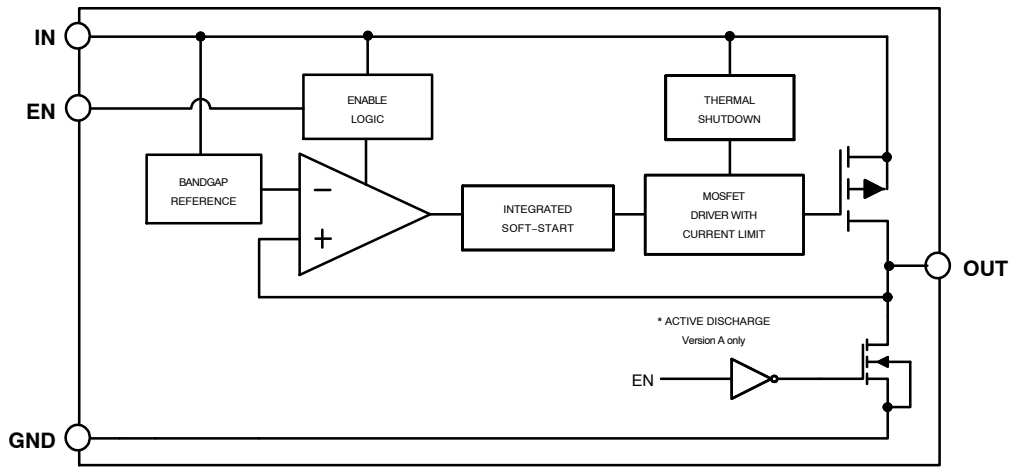 IN
EN
ENABLE
LOGIC
THERMAL
SHUTDOWN
BANDGAP
REFERENCE
−
+
INTEGRATED
SOFT−START
MOSFET
DRIVER WITH
CURRENT LIMIT
OUT
* ACTIVE DISCHARGE
Version A only
EN
GND